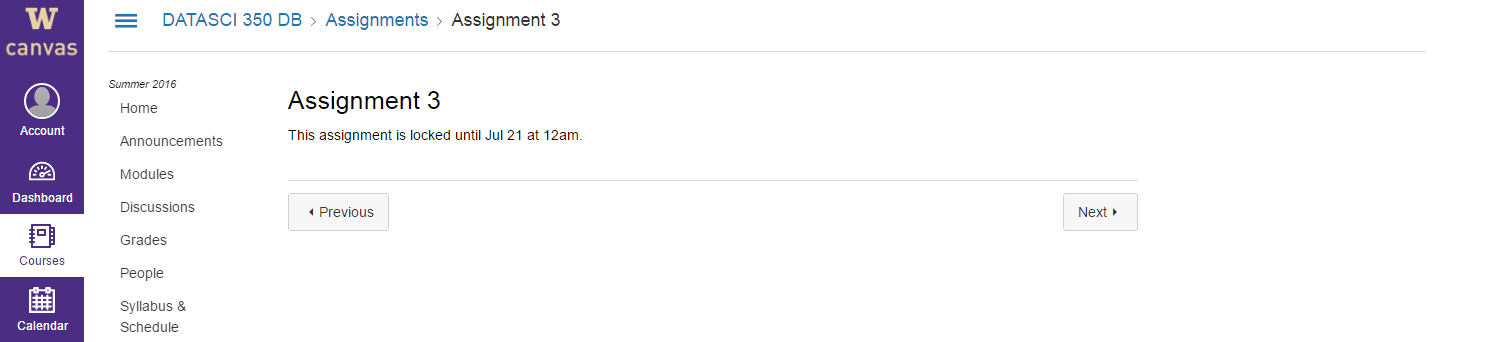 W
canvas
Account
Dashboard
Courses
Calendar
DATASCI 350 DB > Assignments > Assignment 3
Summer 2016
Home
Announcements
Modules
Discussions
Grades
People
Syllabus &
Schedule
Assignment 3
This assignment is locked until Jul 21 at 12am.
Previous
Next